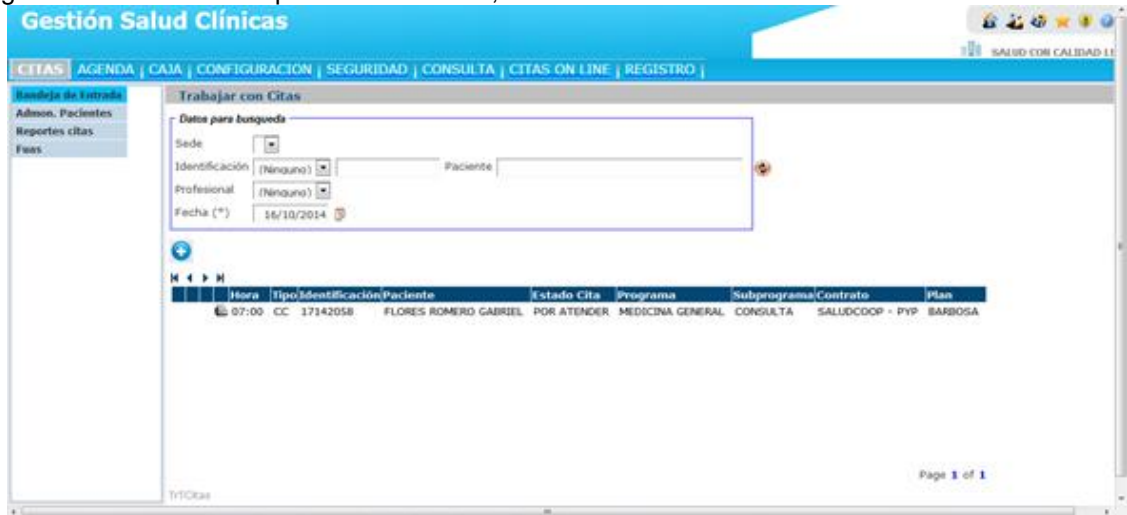 Gestión Salud Clínicas
SALUD CON CALIDAD
CITAS AGENDA | CAJA | CONFIGURACION | SEGURIDAD | CONSULTA | CITAS ON LINE | REGISTRO |
Bandeja de Entrada
Admon. Pacientes
Reportes citas
Trabajar con Citas
Datos para busqueda
Sede
Identificación (Ninguno) Paciente
Profesional (Ninguno)
Fecha (*) 16/10/2014
Hora Tipo Identificación Paciente Estado Cita Programa Subprograma Contrato Plan
07:00 CC 17142058 FLORES ROMERO GABRIEL POR ATENDER MEDICINA GENERAL CONSULTA SALUDCOOP - PYP BARBOSA
Page 1 of 1